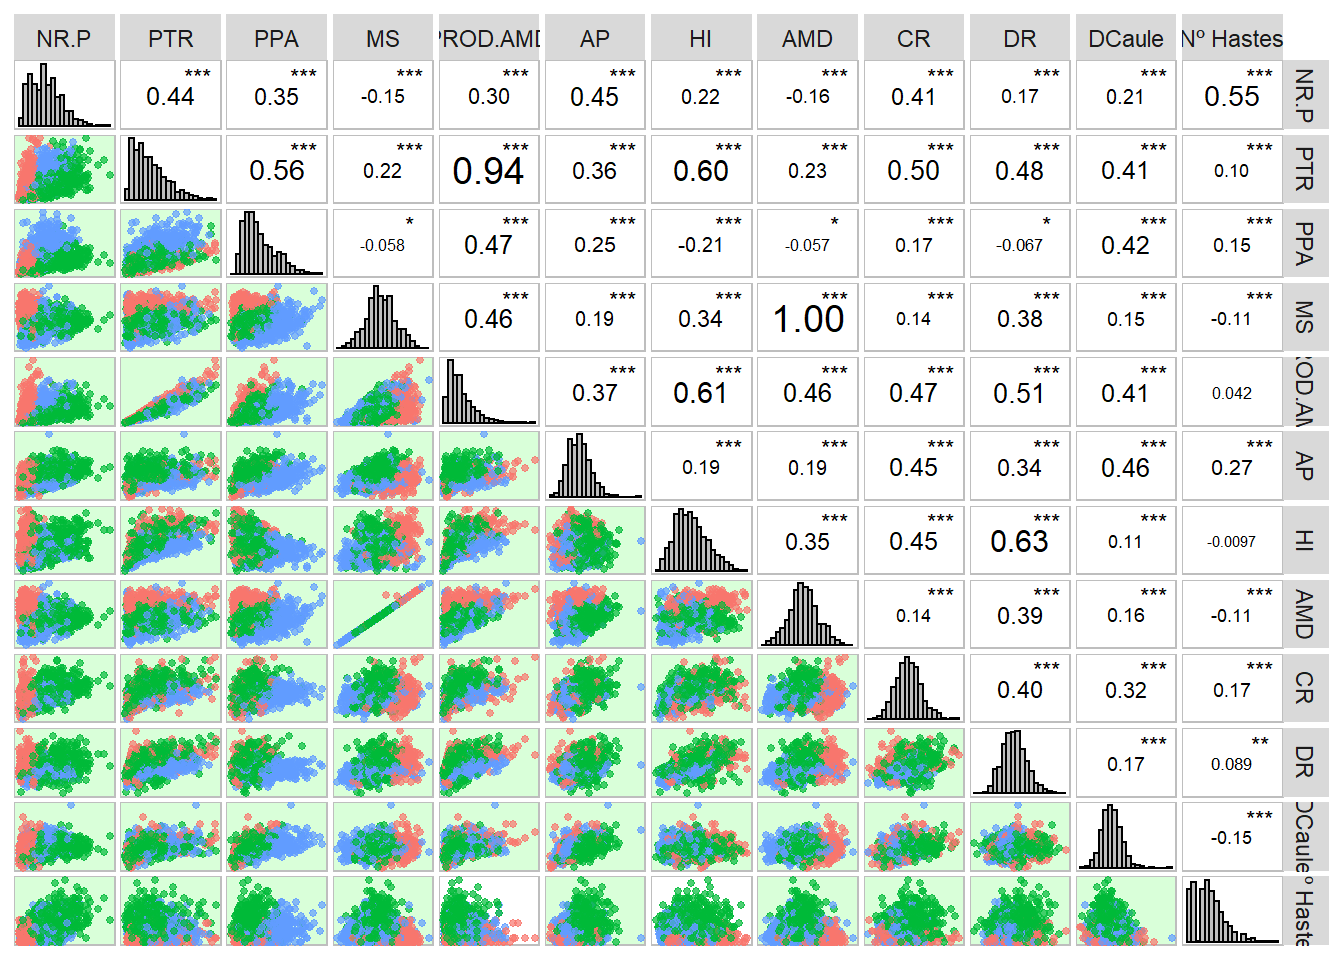 NR.P PTR PPA MS PROD.AMD AP HI AMD CR DR DCaule Nº Hastes
*** *** *** *** *** *** *** *** *** *** ***
0.44 0.35 -0.15 0.30 0.45 0.22 -0.16 0.41 0.17 0.21 0.55 NR.P
*** *** *** *** *** *** *** *** *** ***
0.56 0.22 0.94 0.36 0.60 0.23 0.50 0.48 0.41 0.10 PTR
* *** *** *** * *** * *** ***
-0.058 0.47 0.25 -0.21 -0.057 0.17 -0.067 0.42 0.15 PPA
*** *** *** *** *** *** *** ***
0.46 0.19 0.34 1.00 0.14 0.38 0.15 -0.11 MS
*** *** *** *** *** ***
0.37 0.61 0.46 0.47 0.51 0.41 0.042 ROD.AM
*** *** *** *** *** ***
0.19 0.19 0.45 0.34 0.46 0.27 AP
*** *** *** ***
0.35 0.45 0.63 0.11 -0.0097 HI
*** *** *** ***
0.14 0.39 0.16 -0.11 AMD
*** *** ***
0.40 0.32 0.17 CR
*** **
0.17 0.089 DR
***
-0.15 DCaule
º Haste